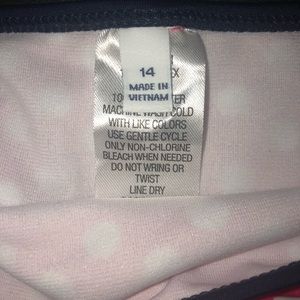 14
MADE IN
VIETNAM
MACHINE WASH COLD
WITH LIKE COLORS
USE GENTLE CYCLE
ONLY NON-CHLORINE
BLEACH WHEN NEEDED
DO NOT WRING OR
TWIST
LINE DRY